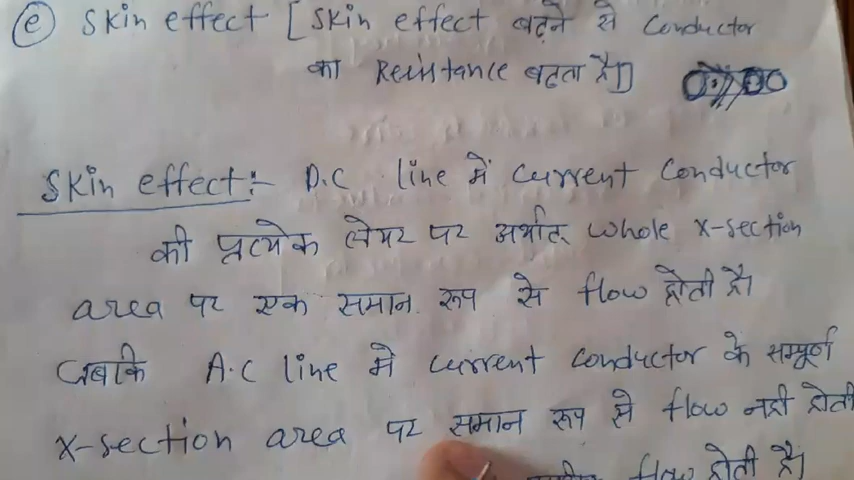 (e) Skin effect [Skin effect बढ़ने से Conductor
का Resistance बढ़ता है।]
Skin effect:- D.C line में Current Conductor
की प्रत्येक लेयर पर अर्थात् Whole X-section
area पर एक समान रूप से flow होती है।
जबकि A.C line मे current conductor के सम्पूर्ण
X-section area पर समान रूप से flow नही होती
flow होती है।